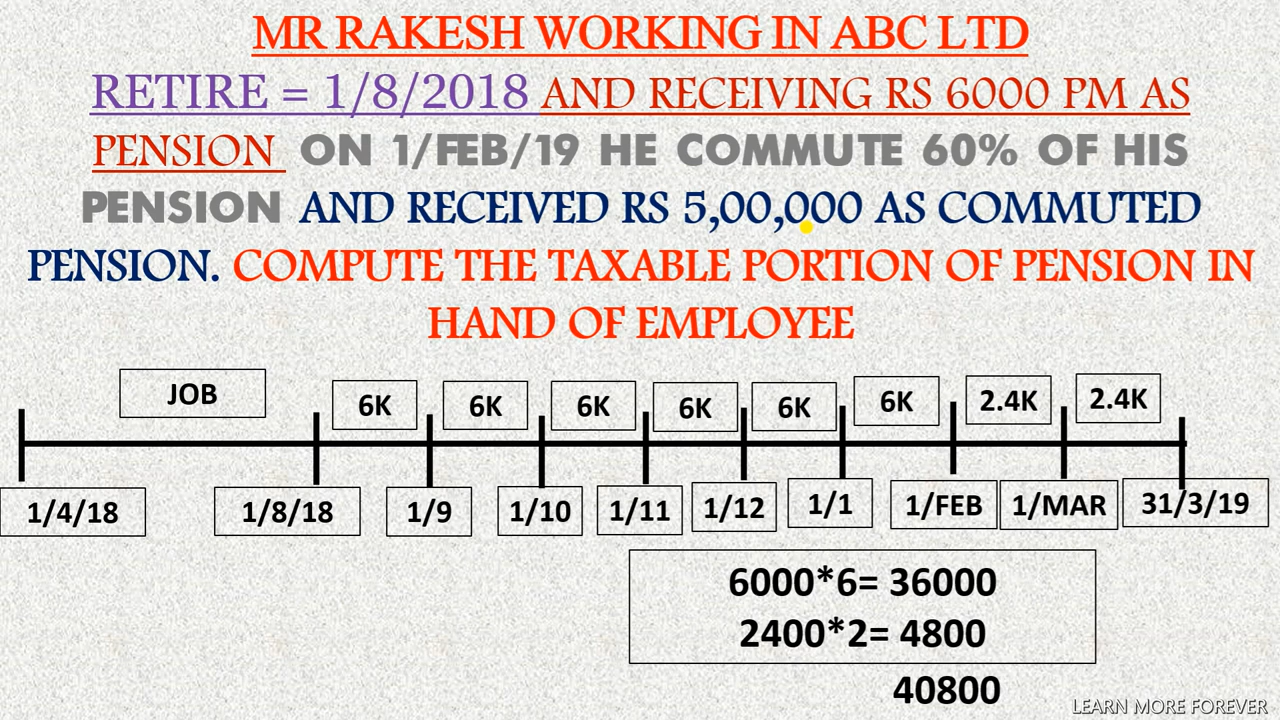 MR RAKESH WORKING IN ABC LTD
RETIRE = 1/8/2018 AND RECEIVING RS 6000 PM AS
PENSION ON 1/FEB/19 HE COMMUTE 60% OF HIS
PENSION AND RECEIVED RS 5,00,000 AS COMMUTED
PENSION. COMPUTE THE TAXABLE PORTION OF PENSION IN
HAND OF EMPLOYEE
JOB 6K 6K 6K 6K 6K 6K 2.4K 2.4K
1/4/18 1/8/18 1/9 1/10 1/11 1/12 1/1 1/FEB 1/MAR 31/3/19
6000*6= 36000
2400*2= 4800
40800
LEARN MORE FOREVER